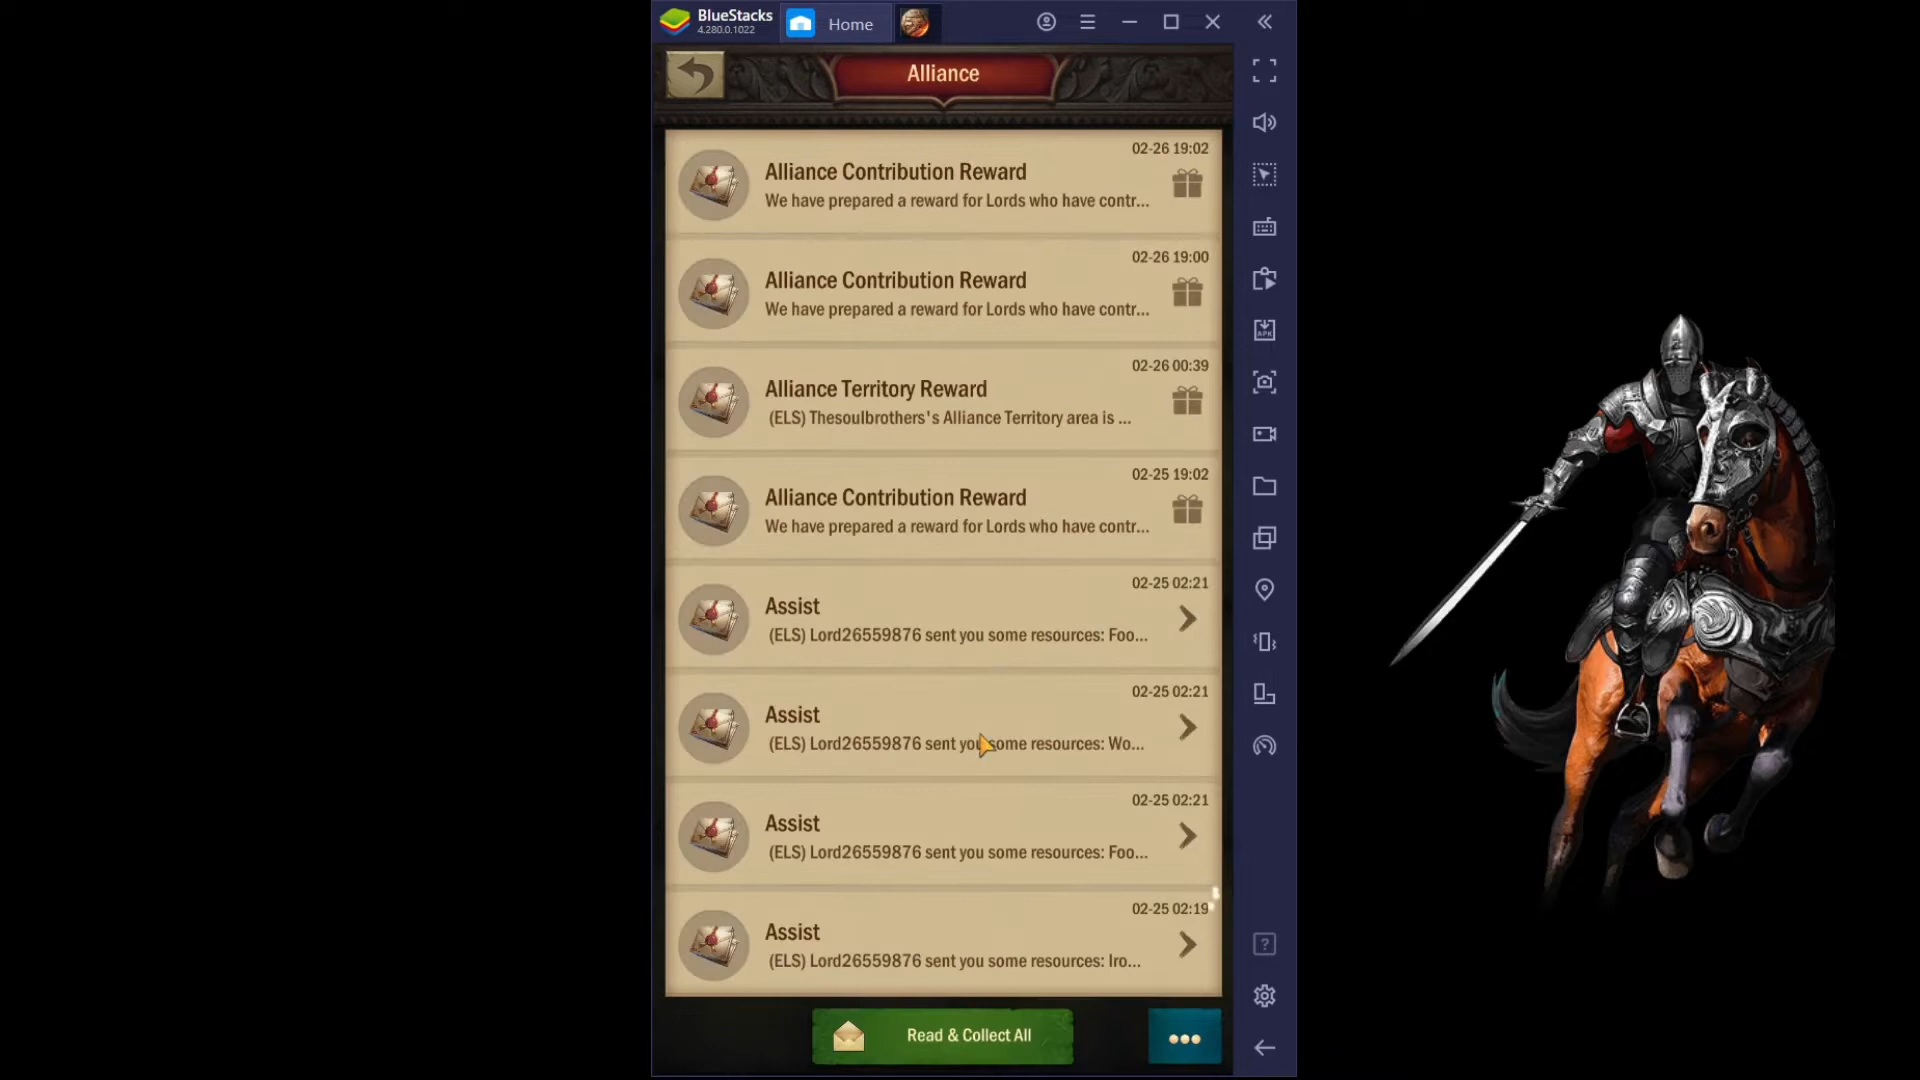 BlueStacks
4.280.0.1022
Home
Alliance
02-26 19:02
Alliance Contribution Reward
We have prepared a reward for Lords who have contr...
02-26 19:00
Alliance Contribution Reward
We have prepared a reward for Lords who have contr...
02-26 00:39
Alliance Territory Reward
(ELS) Thesoulbrothers's Alliance Territory area is ...
02-25 19:02
Alliance Contribution Reward
We have prepared a reward for Lords who have contr...
02-25 02:21
Assist
(ELS) Lord26559876 sent you some resources: Foo...
02-25 02:21
Assist
(ELS) Lord26559876 sent you some resources: Wo...
02-25 02:21
Assist
(ELS) Lord26559876 sent you some resources: Foo...
02-25 02:19
Assist
(ELS) Lord26559876 sent you some resources: Iro...
Read & Collect All
APK